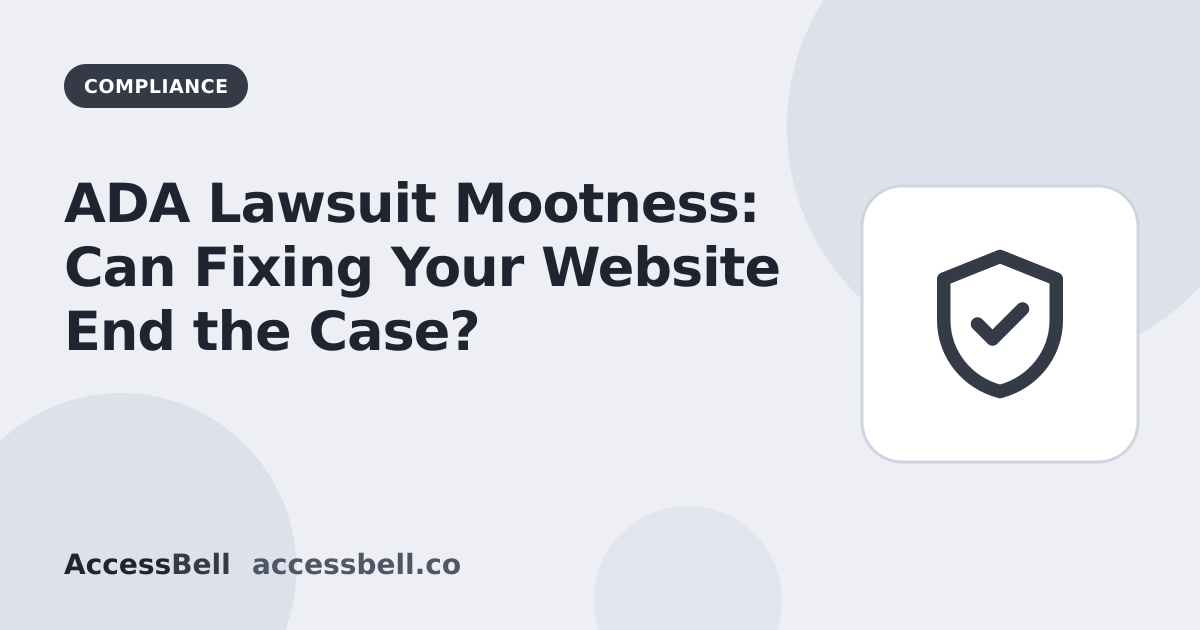 COMPLIANCE
ADA Lawsuit Mootness:
Can Fixing Your Website
End the Case?
AccessBell accessbell.co